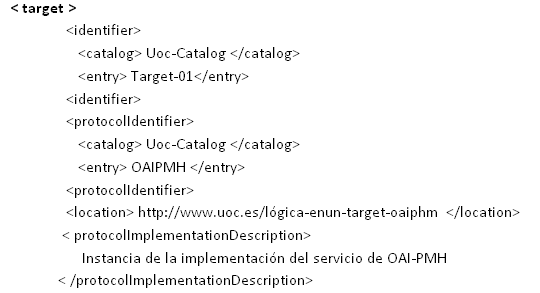 < target >
<identifier>
<catalog> Uoc-Catalog </catalog>
<entry> Target-01</entry>
<identifier>
<protocolIdentifier>
<catalog> Uoc-Catalog </catalog>
<entry> OAIPMH </entry>
<protocolIdentifier>
<location> http://www.uoc.es/lógica-enun-target-oaiphm </location>
< protocolImplementationDescription>
Instancia de la implementación del servicio de OAI-PMH
< /protocolImplementationDescription>